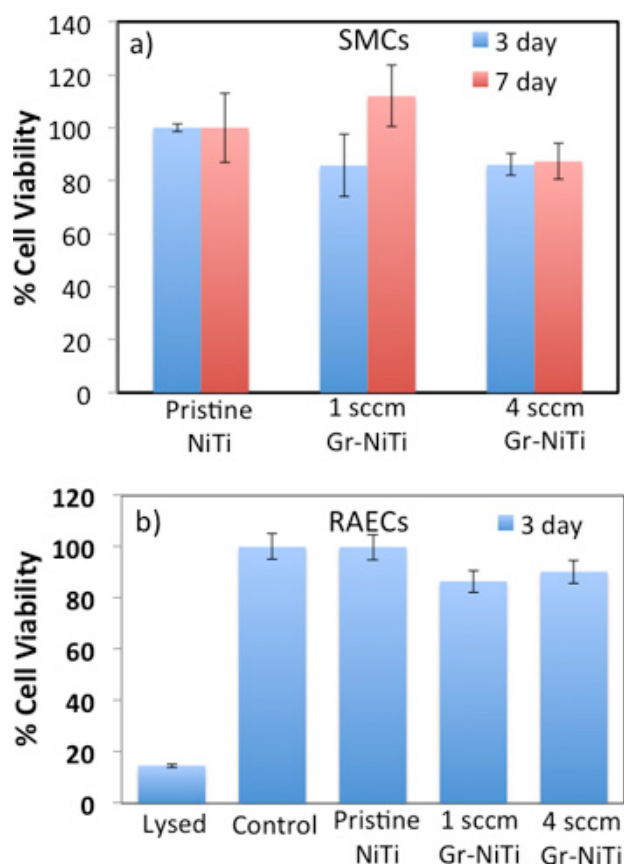 140
a)
SMCs
3 day
7 day
120
100
80
60
40
20
0
% Cell Viability
Pristine
NiTi
1 sccm
Gr-NiTi
4 sccm
Gr-NiTi
120
b)
RAECs
3 day
100
80
60
40
20
0
% Cell Viability
Lysed
Control
Pristine
NiTi
1 sccm
Gr-NiTi
4 sccm
Gr-NiTi